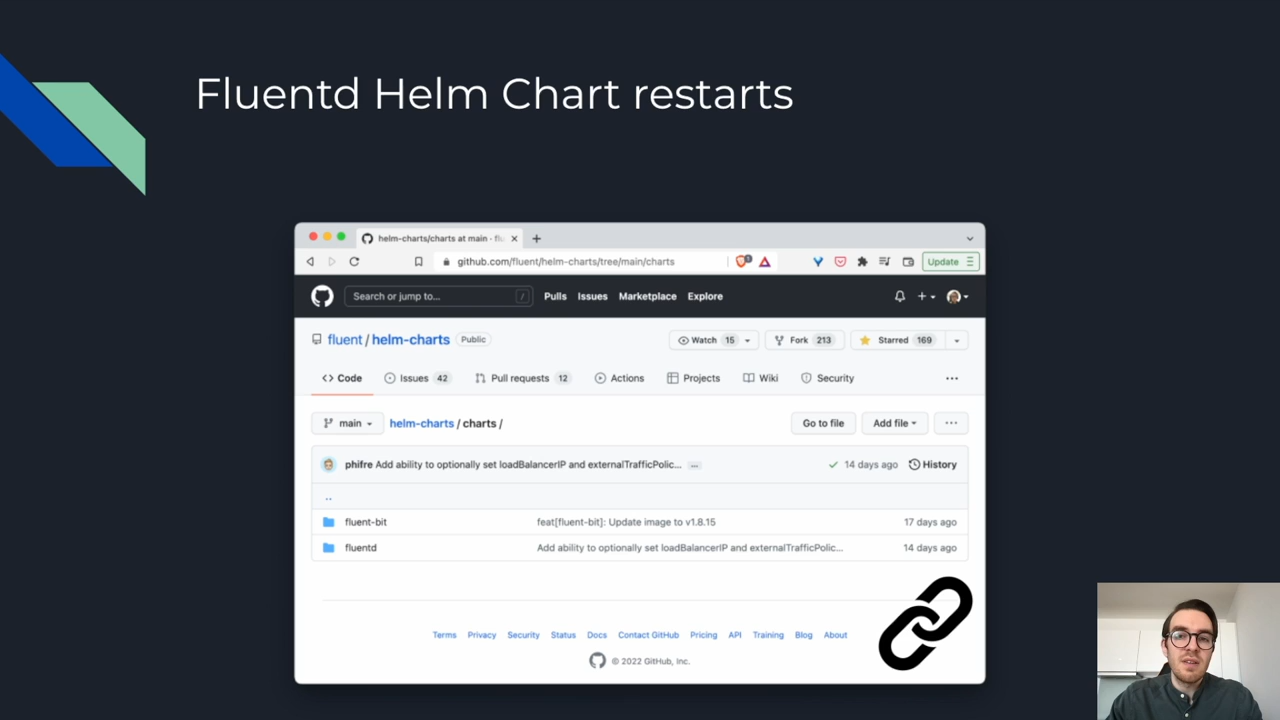 Fluentd Helm Chart restarts
helm-charts/charts at main · flu
github.com/fluent/helm-charts/tree/main/charts
Update
Search or jump to...
/
Pulls Issues Marketplace Explore
fluent / helm-charts Public
Watch 15
Fork 213
Starred 169
Code
Issues 42
Pull requests 12
Actions
Projects
Wiki
Security
main
helm-charts / charts /
Go to file
Add file
phifre Add ability to optionally set loadBalancerIP and externalTrafficPolic... ...
14 days ago
History
..
fluent-bit feat[fluent-bit]: Update image to v1.8.15 17 days ago
fluentd Add ability to optionally set loadBalancerIP and externalTrafficPolic... 14 days ago
Terms Privacy Security Status Docs Contact GitHub Pricing API Training Blog About
© 2022 GitHub, Inc.